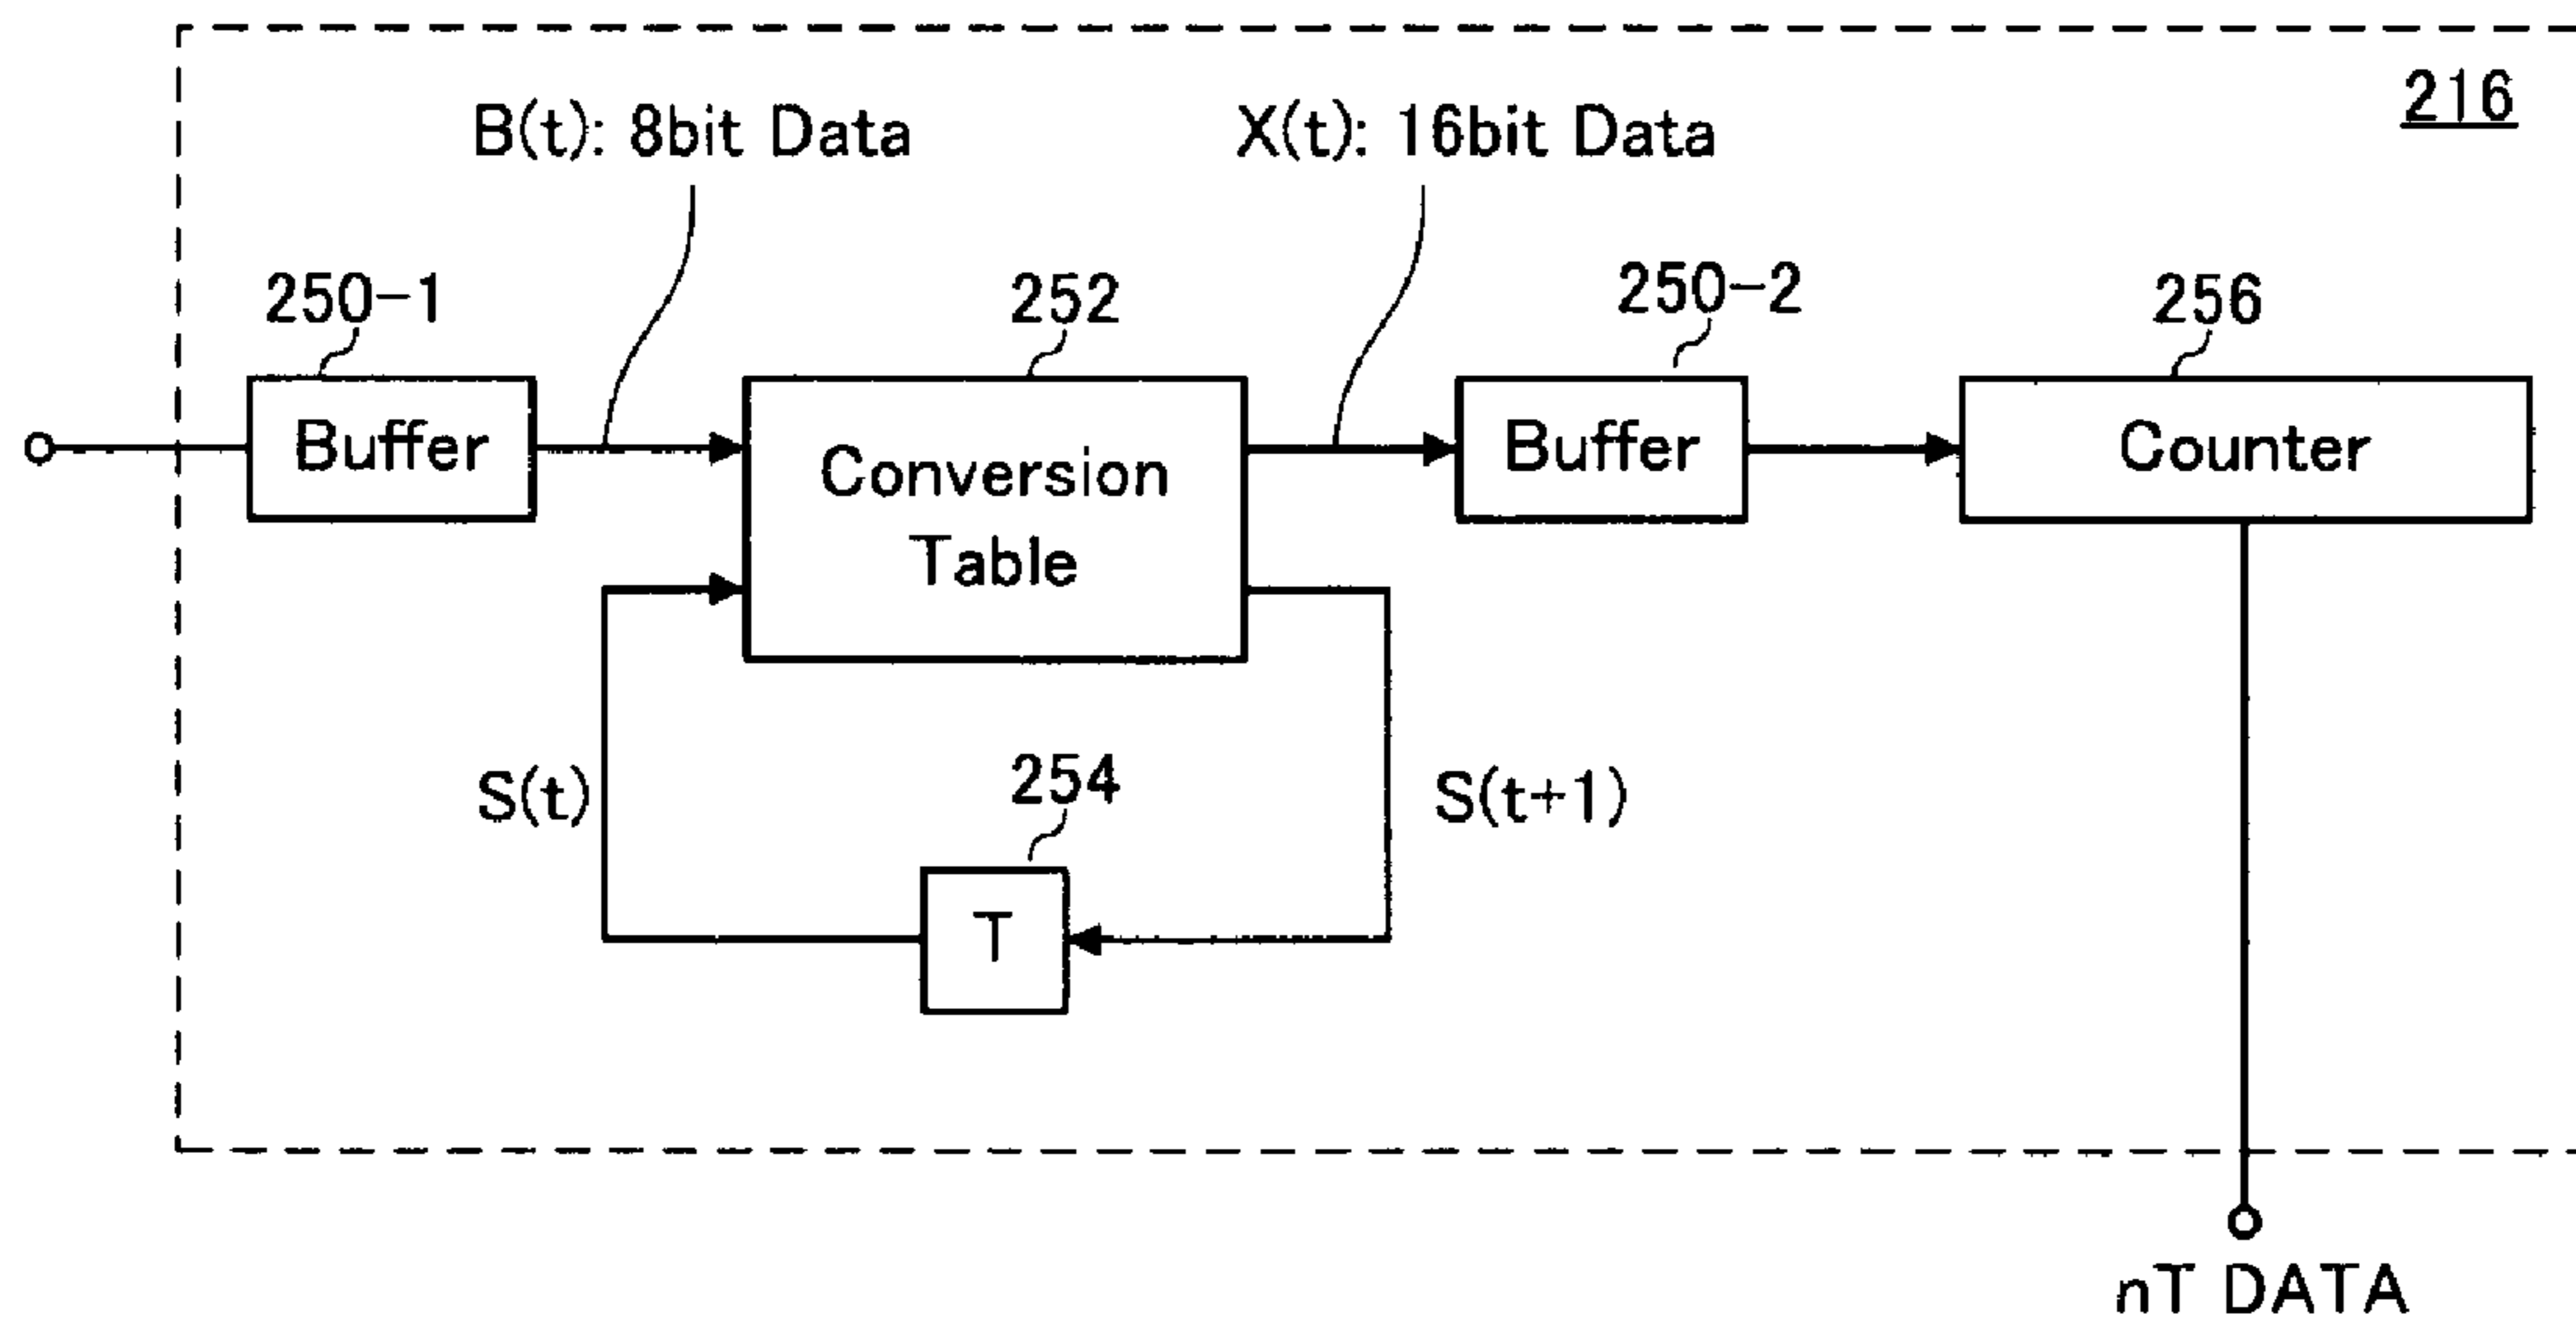 216
B(t): 8bit Data
X(t): 16bit Data
250-1
252
250-2
256
Buffer
Conversion
Table
Buffer
Counter
S(t)
254
S(t+1)
T
nT DATA